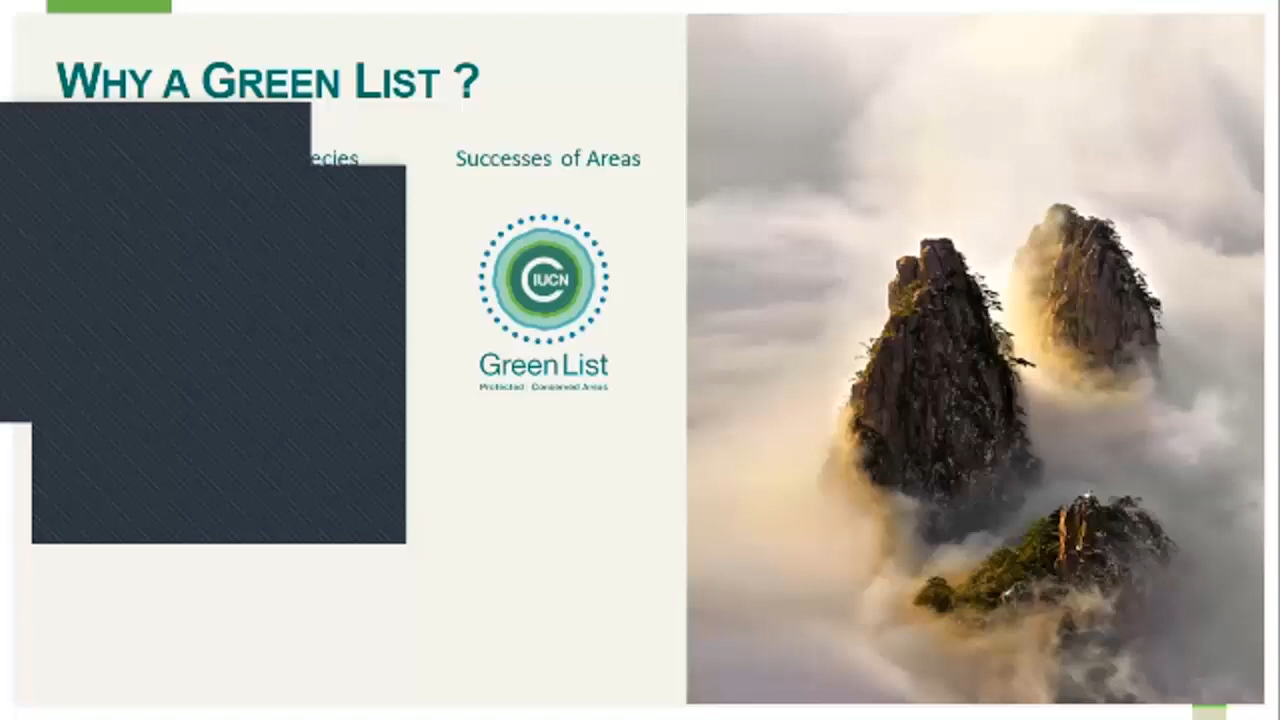 WHY A GREEN LIST ?
ecies
Successes of Areas
IUCN
Green List
Protected Conserved Areas